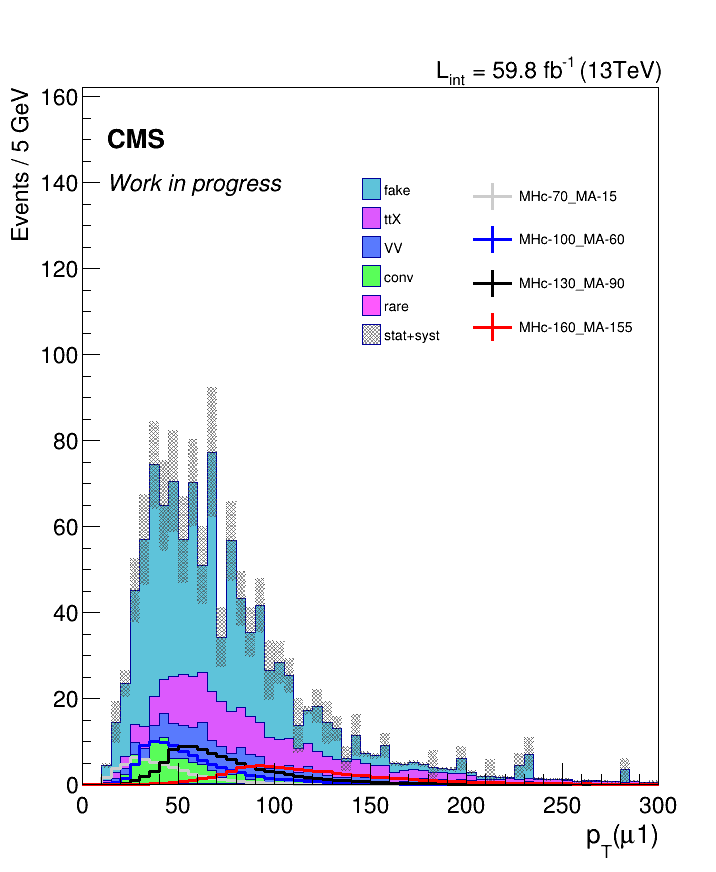 L_int = 59.8 fb^-1 (13TeV)
Events / 5 GeV
160
140
120
100
80
60
40
20
0
CMS
Work in progress
fake
ttX
VV
conv
rare
stat+syst
MHc-70_MA-15
MHc-100_MA-60
MHc-130_MA-90
MHc-160_MA-155
0 50 100 150 200 250 300
p_T(μ1)